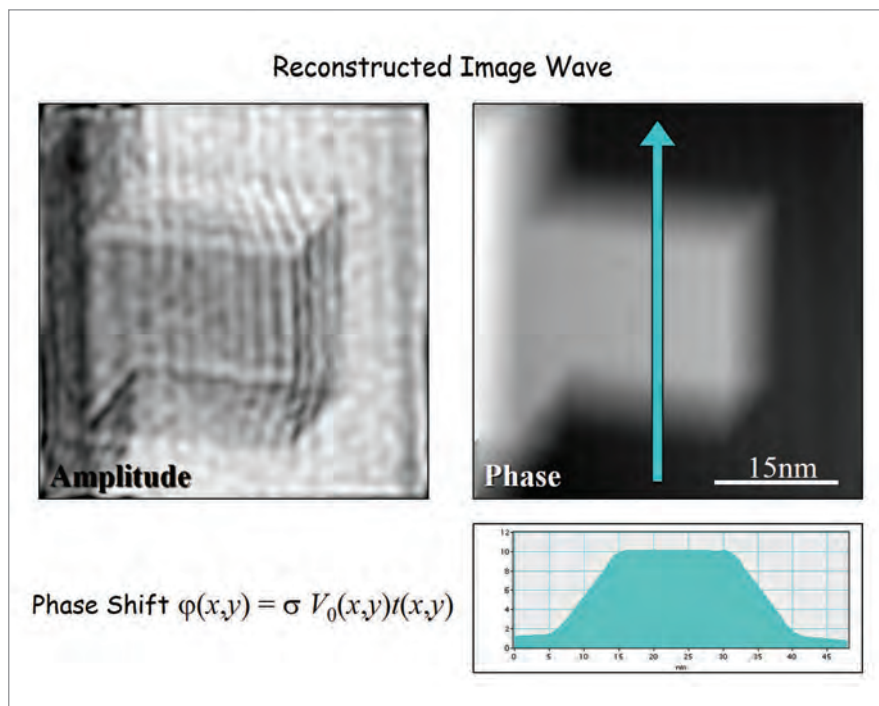 Reconstructed Image Wave
Amplitude
Phase
15nm
Phase Shift φ(x,y) = σ V₀(x,y)t(x,y)
12
10
8
6
4
2
0
0 5 10 15 20 25 30 35 40 45
nm